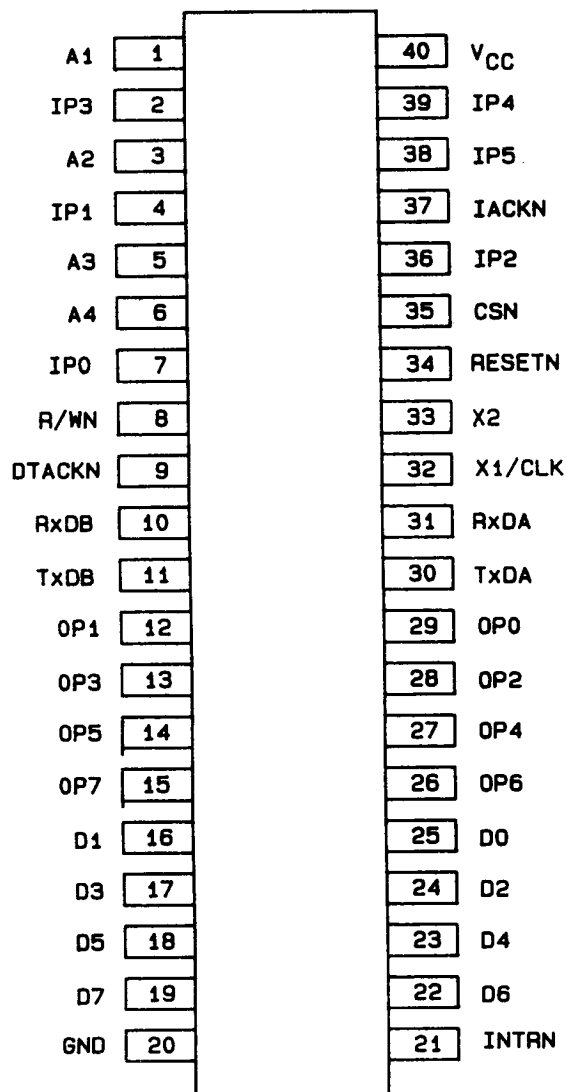 A1 1 40 VCC
IP3 2 39 IP4
A2 3 38 IP5
IP1 4 37 IACKN
A3 5 36 IP2
A4 6 35 CSN
IP0 7 34 RESETN
R/WN 8 33 X2
DTACKN 9 32 X1/CLK
RxDB 10 31 RxDA
TxDB 11 30 TxDA
OP1 12 29 OP0
OP3 13 28 OP2
OP5 14 27 OP4
OP7 15 26 OP6
D1 16 25 D0
D3 17 24 D2
D5 18 23 D4
D7 19 22 D6
GND 20 21 INTRN